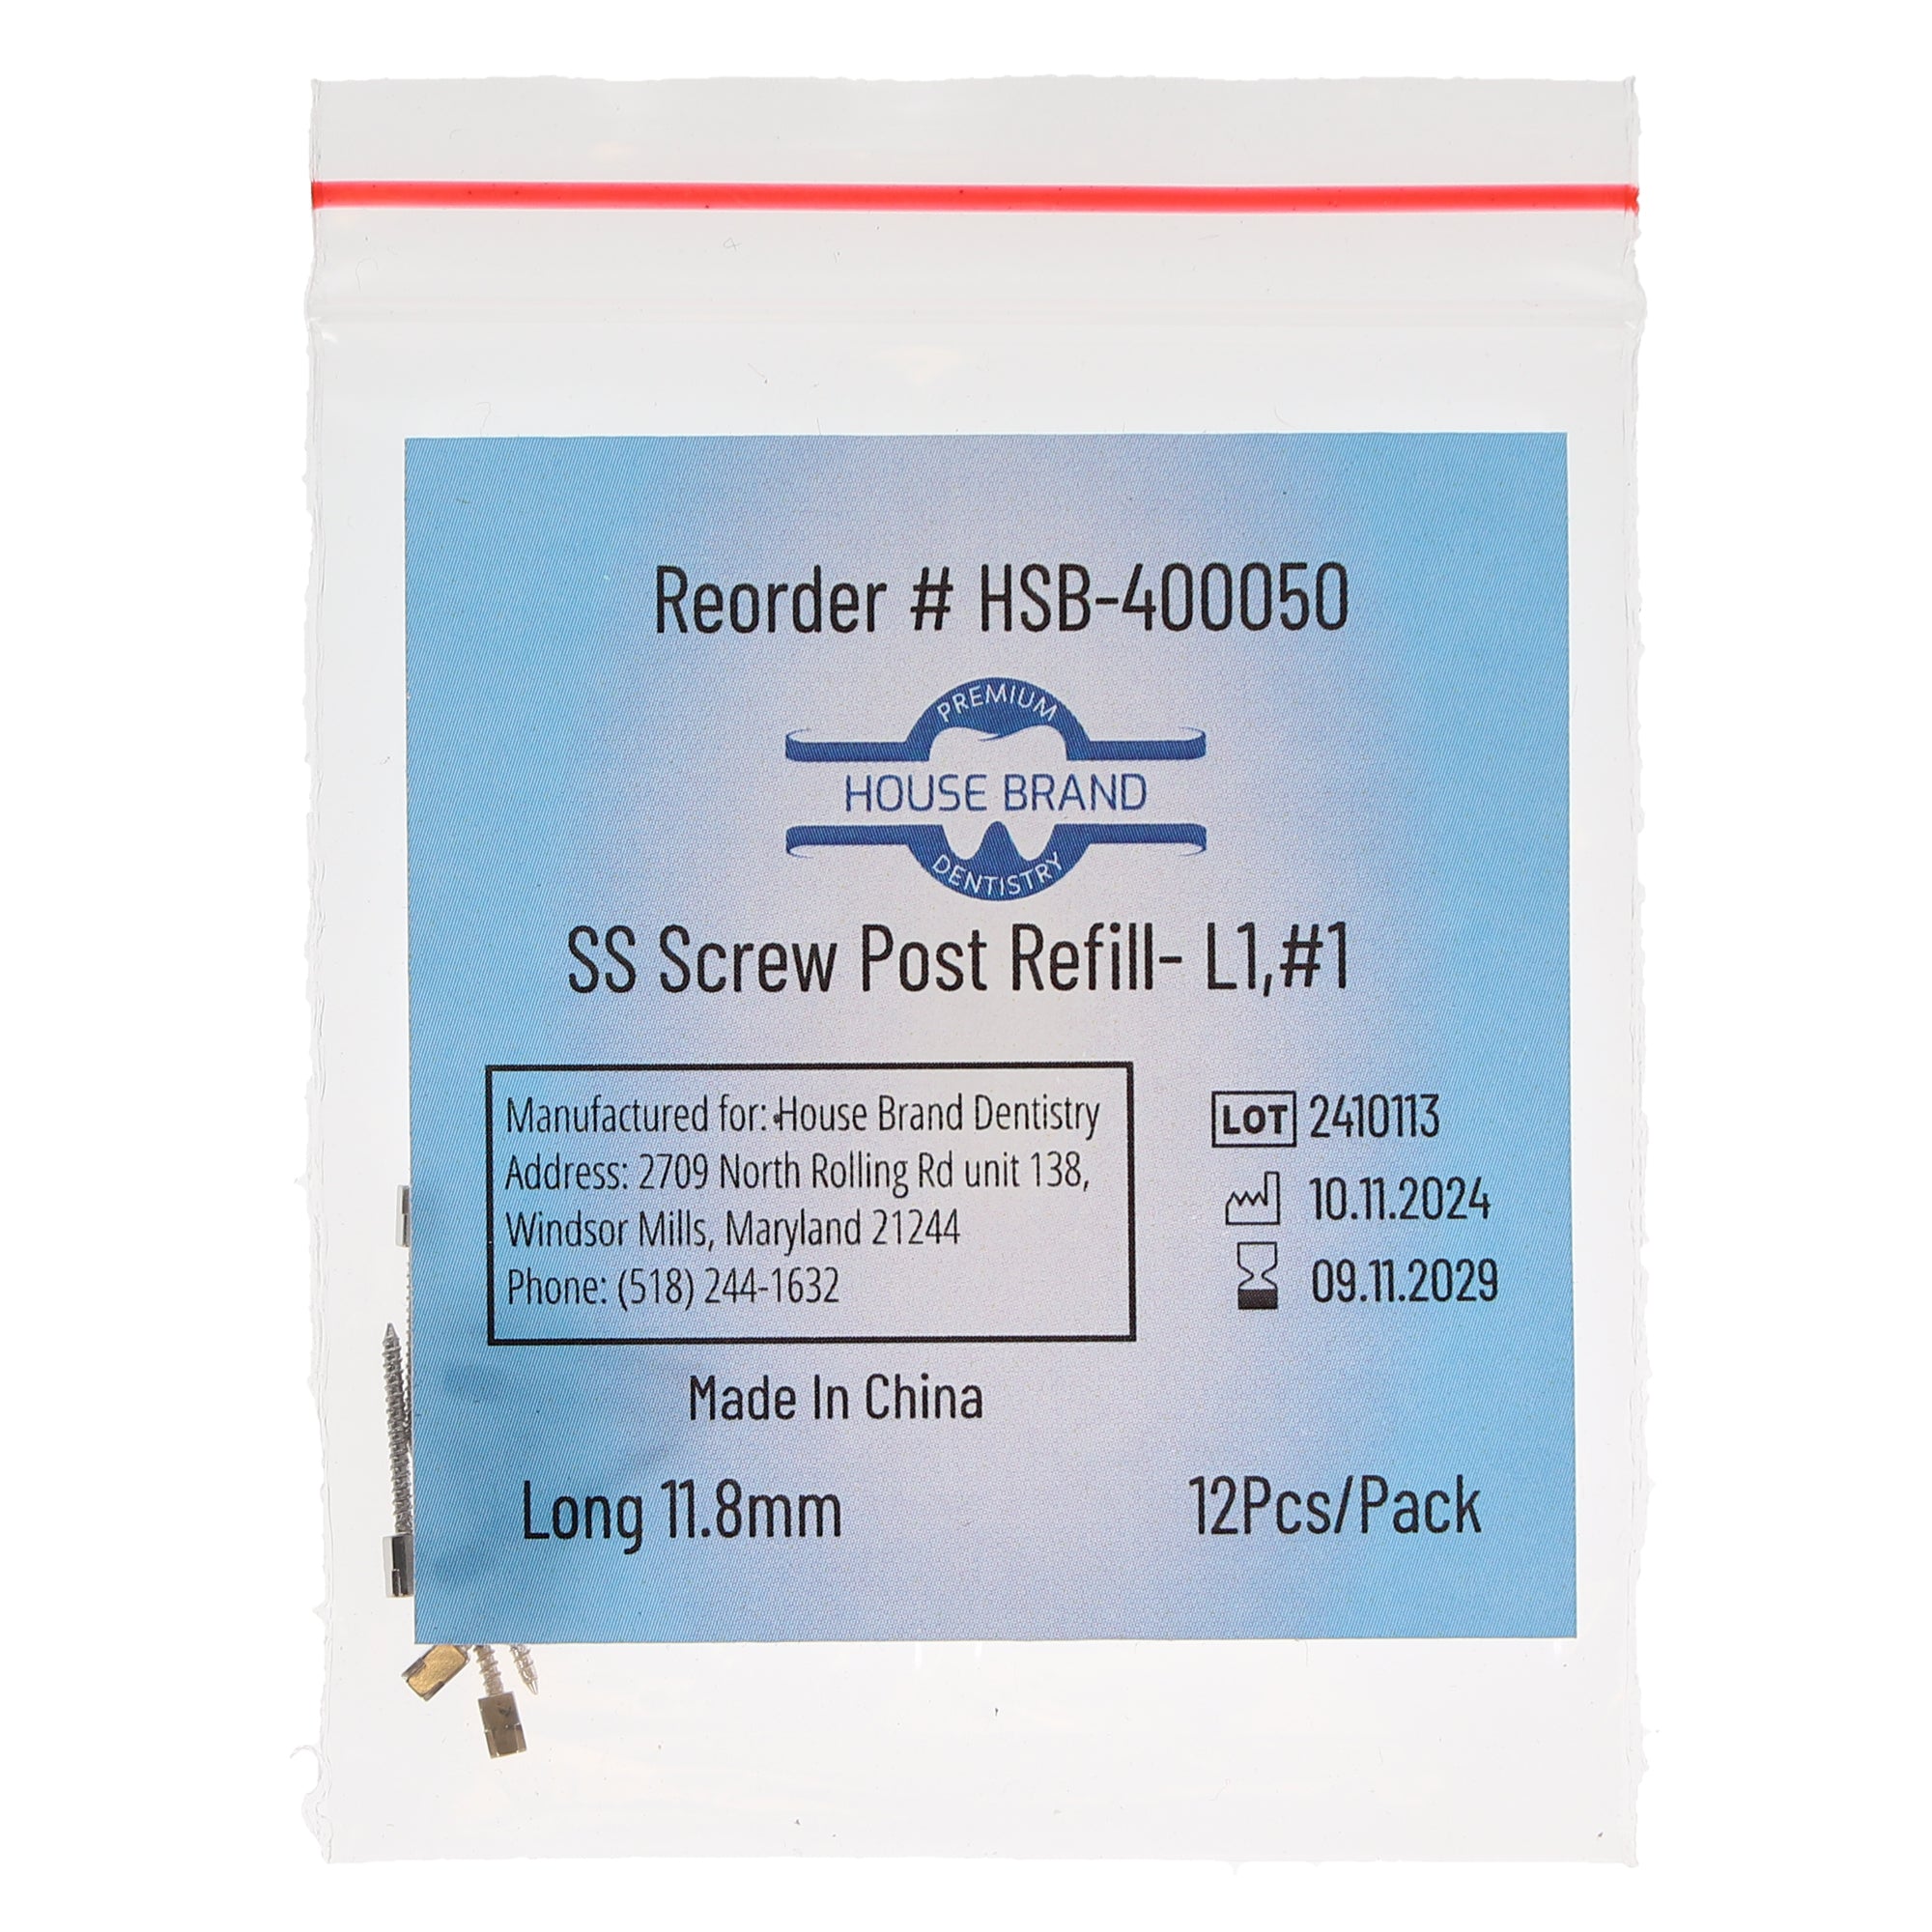 Reorder # HSB-400050
PREMIUM
HOUSE BRAND
DENTISTRY
SS Screw Post Refill- L1,#1
Manufactured for: House Brand Dentistry
Address: 2709 North Rolling Rd unit 138,
Windsor Mills, Maryland 21244
Phone: (518) 244-1632
LOT 2410113
10.11.2024
09.11.2029
Made In China
Long 11.8mm
12Pcs/Pack